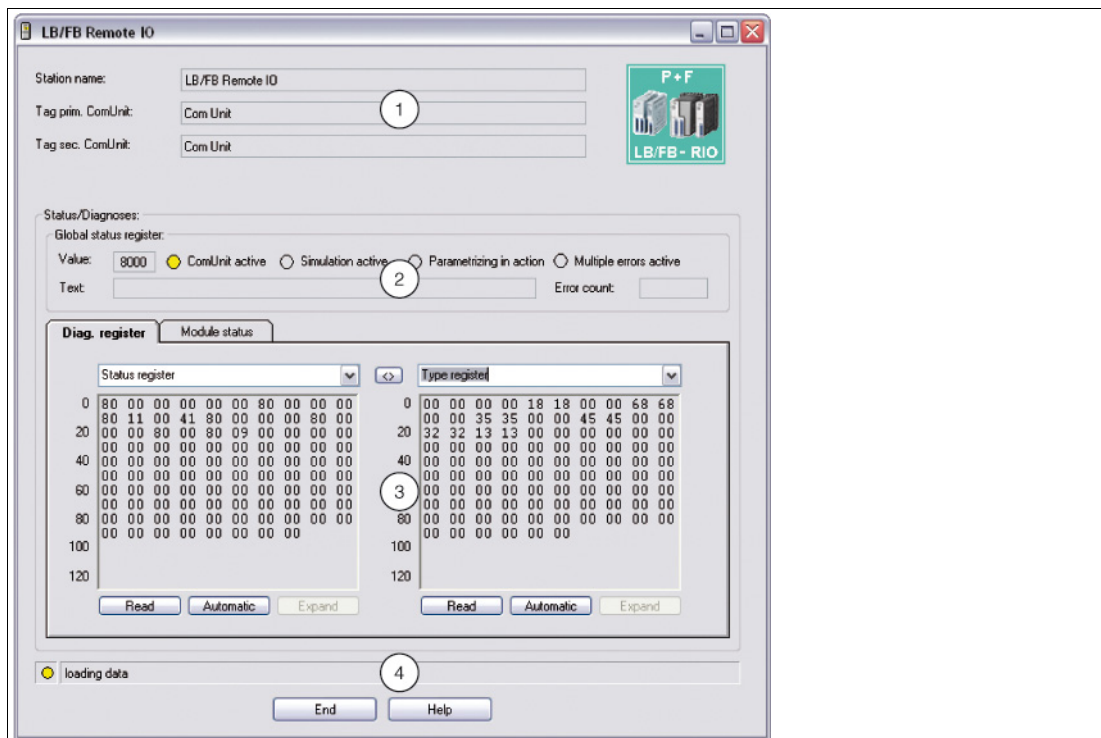 LB/FB Remote IO
Station name: LB/FB Remote IO
Tag prim. ComUnit: Com Unit
Tag sec. ComUnit: Com Unit
1
P+F
LB/FB - RIO
Status/Diagnoses:
Global status register:
Value: 8000 ComUnit active Simulation active Parametrizing in action Multiple errors active
2
Text: Error count:
Diag. register Module status
Status register <> Type register
0 80 00 00 00 00 00 80 00 00 00 0 00 00 00 00 18 18 00 00 68 68
80 11 00 41 80 00 00 00 80 00 00 00 35 35 00 00 45 45 00 00
20 00 00 80 00 80 09 00 00 00 00 20 32 32 13 13 00 00 00 00 00 00
00 00 00 00 00 00 00 00 00 00 00 00 00 00 00 00 00 00 00 00
40 00 00 00 00 00 00 00 00 00 00 40 00 00 00 00 00 00 00 00 00 00
00 00 00 00 00 00 00 00 00 00 00 00 00 00 00 00 00 00 00 00
60 00 00 00 00 00 00 00 00 00 00 3 00 00 00 00 00 00 00 00 00 00
00 00 00 00 00 00 00 00 00 00 00 00 00 00 00 00 00 00 00 00
80 00 00 00 00 00 00 00 00 00 00 80 00 00 00 00 00 00 00 00 00 00
00 00 00 00 00 00 00 00 00 00 00 00 00 00
100 100
120 120
Read Automatic Expand Read Automatic Expand
loading data 4
End Help